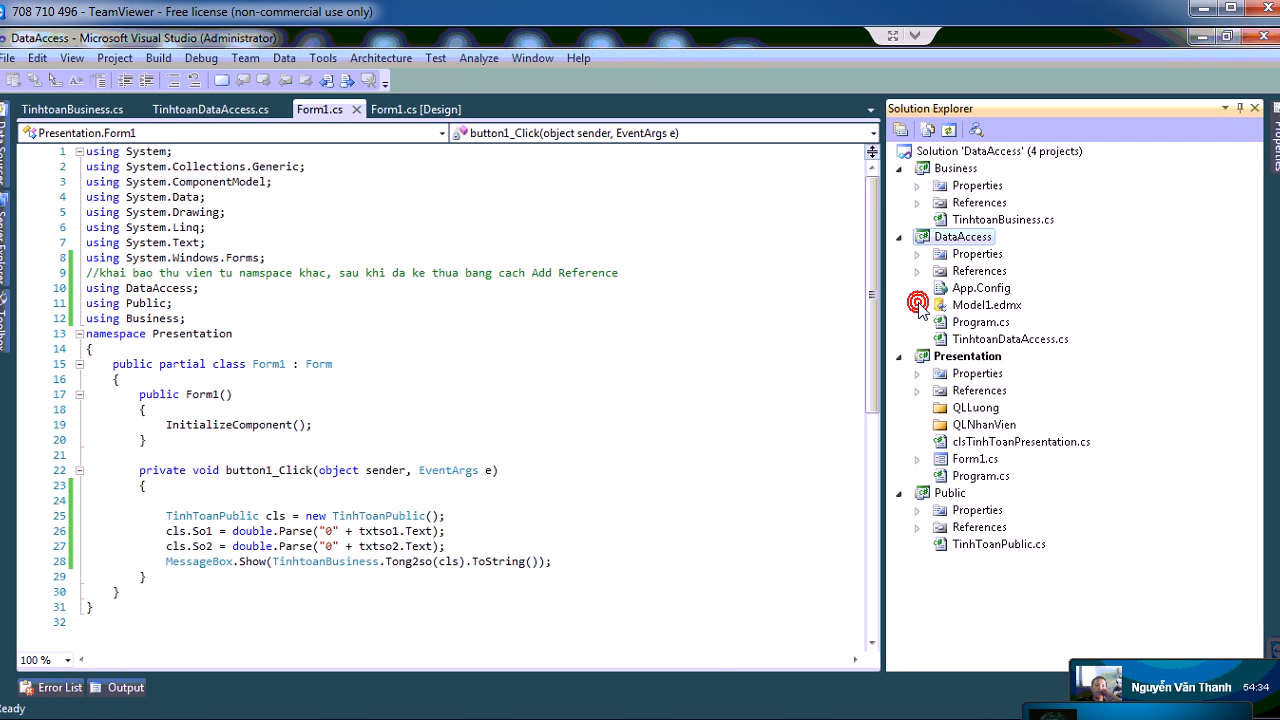 708 710 496 - TeamViewer - Free license (non-commercial use only)
DataAccess - Microsoft Visual Studio (Administrator)
File Edit View Project Build Debug Team Data Tools Architecture Test Analyze Window Help
TinhtoanBusiness.cs TinhtoanDataAccess.cs Form1.cs Form1.cs [Design]
Presentation.Form1 button1_Click(object sender, EventArgs e)
1 using System;
2 using System.Collections.Generic;
3 using System.ComponentModel;
4 using System.Data;
5 using System.Drawing;
6 using System.Linq;
7 using System.Text;
8 using System.Windows.Forms;
9 //khai bao thu vien tu namspace khac, sau khi da ke thua bang cach Add Reference
10 using DataAccess;
11 using Public;
12 using Business;
13 namespace Presentation
14 {
15 public partial class Form1 : Form
16 {
17 public Form1()
18 {
19 InitializeComponent();
20 }
21
22 private void button1_Click(object sender, EventArgs e)
23 {
24
25 TinhToanPublic cls = new TinhToanPublic();
26 cls.So1 = double.Parse("0" + txtso1.Text);
27 cls.So2 = double.Parse("0" + txtso2.Text);
28 MessageBox.Show(TinhtoanBusiness.Tong2so(cls).ToString());
29 }
30 }
31 }
32
100 %
Error List Output
Ready
Solution Explorer
Solution 'DataAccess' (4 projects)
Business
Properties
References
TinhtoanBusiness.cs
DataAccess
Properties
References
App.Config
Model1.edmx
Program.cs
TinhtoanDataAccess.cs
Presentation
Properties
References
QLLuong
QLNhanVien
clsTinhToanPresentation.cs
Form1.cs
Program.cs
Public
Properties
References
TinhToanPublic.cs
Properties
Data Sources
Server Explorer
Nguyễn Văn Thanh 54:34